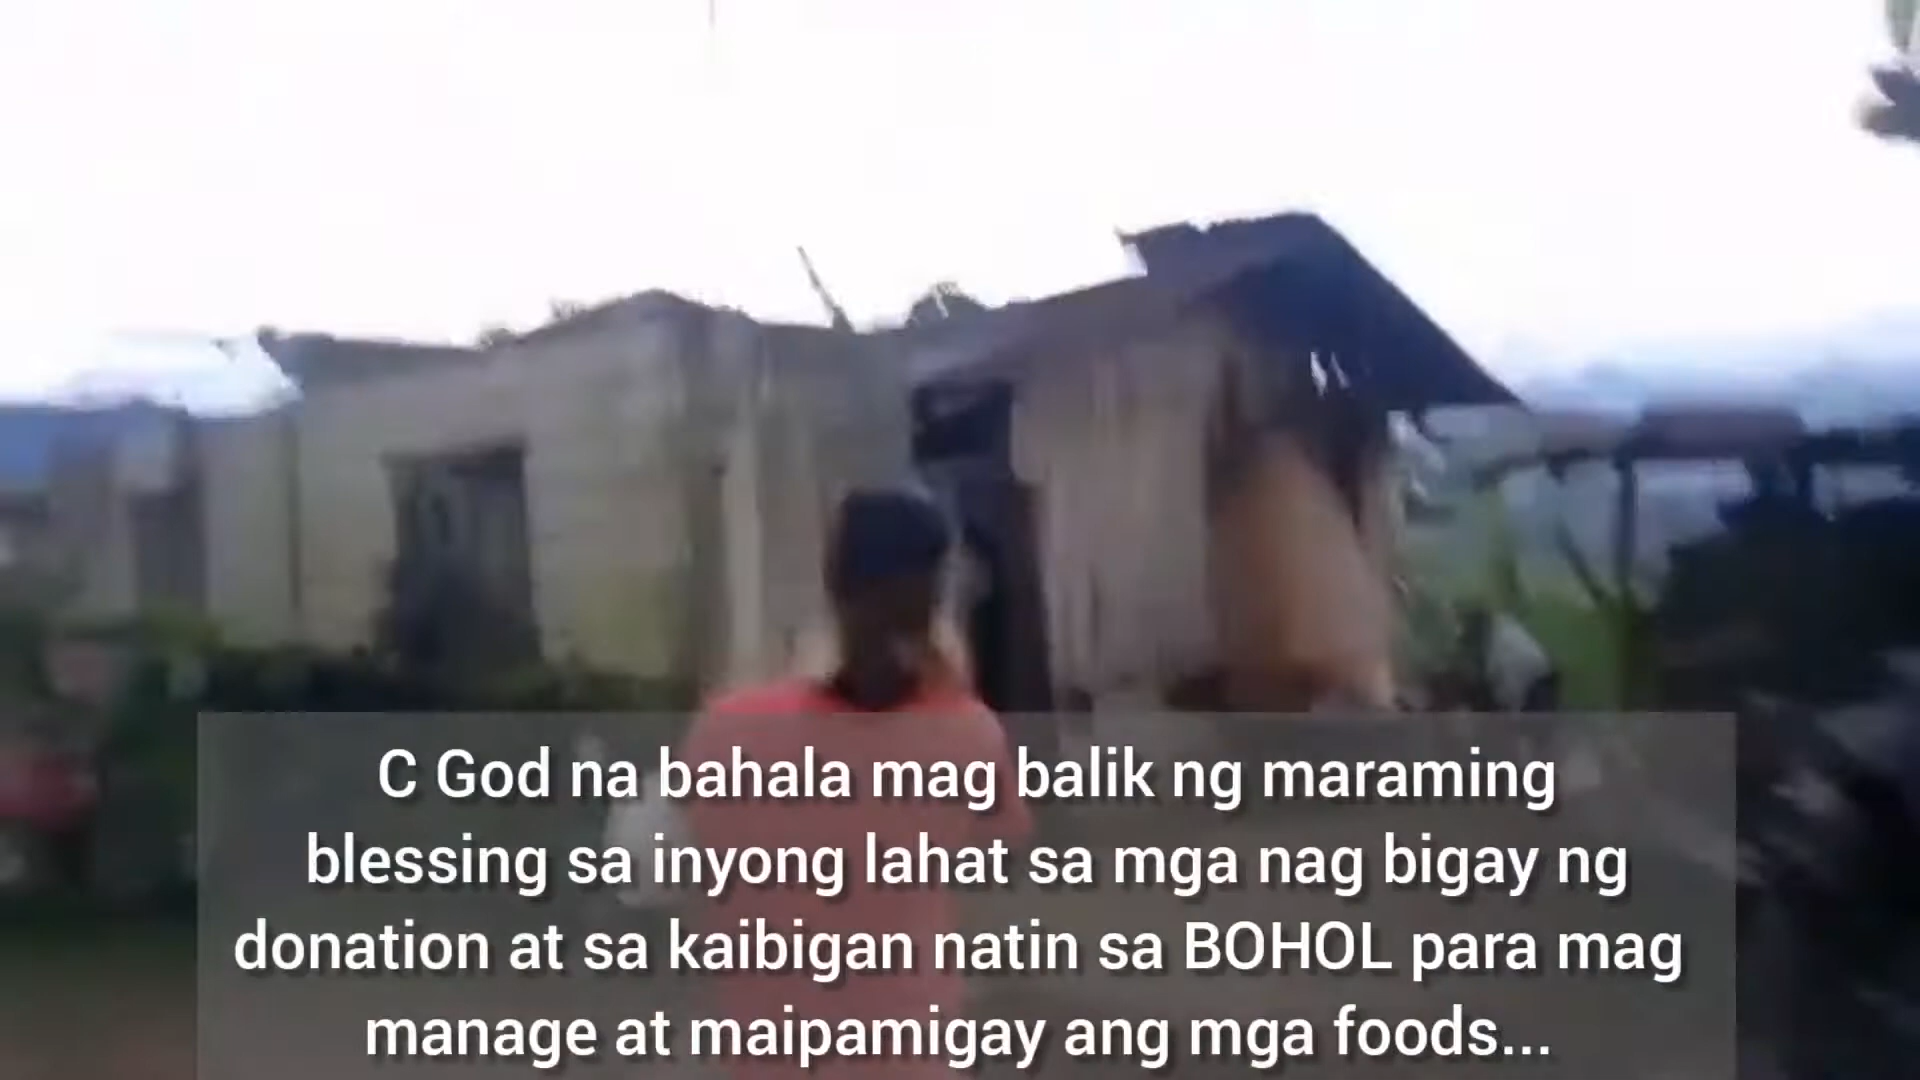 C God na bahala mag balik ng maraming
blessing sa inyong lahat sa mga nag bigay ng
donation at sa kaibigan natin sa BOHOL para mag
manage at maipamigay ang mga foods...